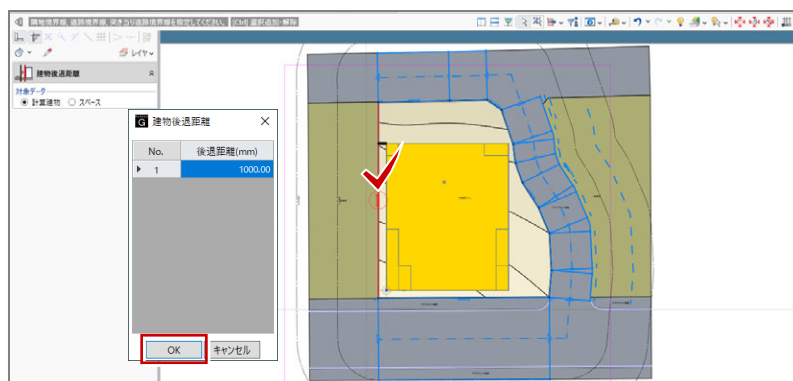 隣地境界線、道路境界線、突き当り道路境界線を指定してください。 [Ctrl] 選択追加・解除
レイヤ
建物後退距離
対象データ
計算建物 スペース
建物後退距離
No. 後退距離(mm)
1 1000.00
OK キャンセル